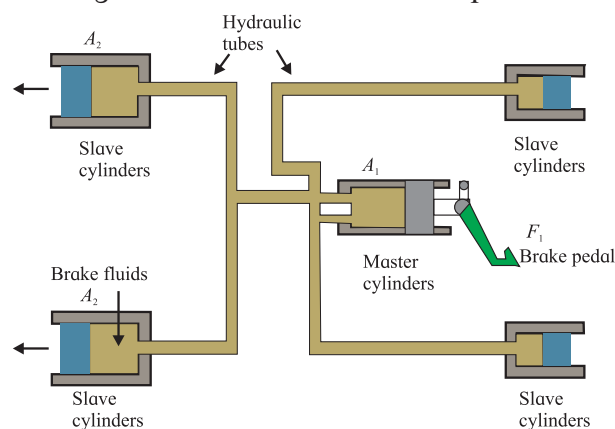 Hydraulic
tubes
A₂
Slave
cylinders
Slave
cylinders
A₁
F₁
Brake pedal
Master
cylinders
Brake fluids
A₂
Slave
cylinders
Slave
cylinders